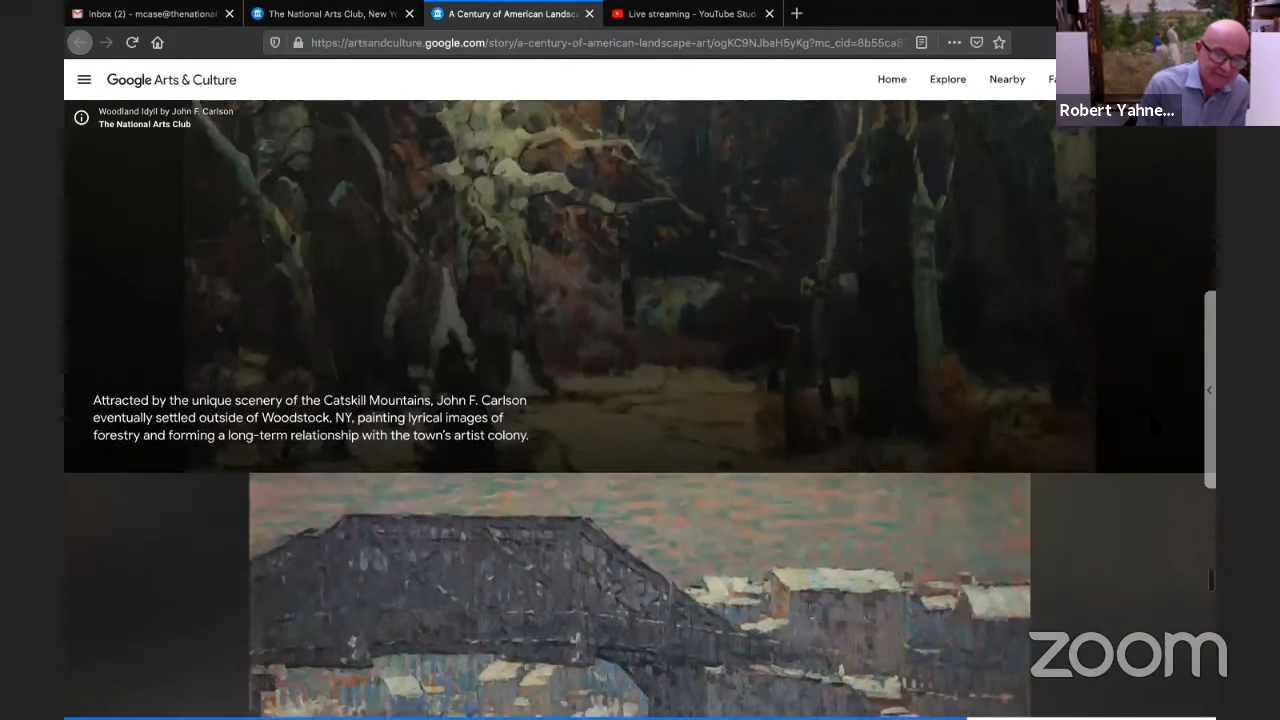 Inbox (2) - mcase@thenational
The National Arts Club, New Y
A Century of American Landsca
Live streaming - YouTube Stud
https://artsandculture.google.com/story/a-century-of-american-landscape-art/ogKC9NJbaH5yKg?mc_cid=8b55ca8
Google Arts & Culture
Home Explore Nearby Fa
Robert Yahne...
Woodland Idyll by John F. Carlson
The National Arts Club
Attracted by the unique scenery of the Catskill Mountains, John F. Carlson
eventually settled outside of Woodstock, NY, painting lyrical images of
forestry and forming a long-term relationship with the town's artist colony.
zoom